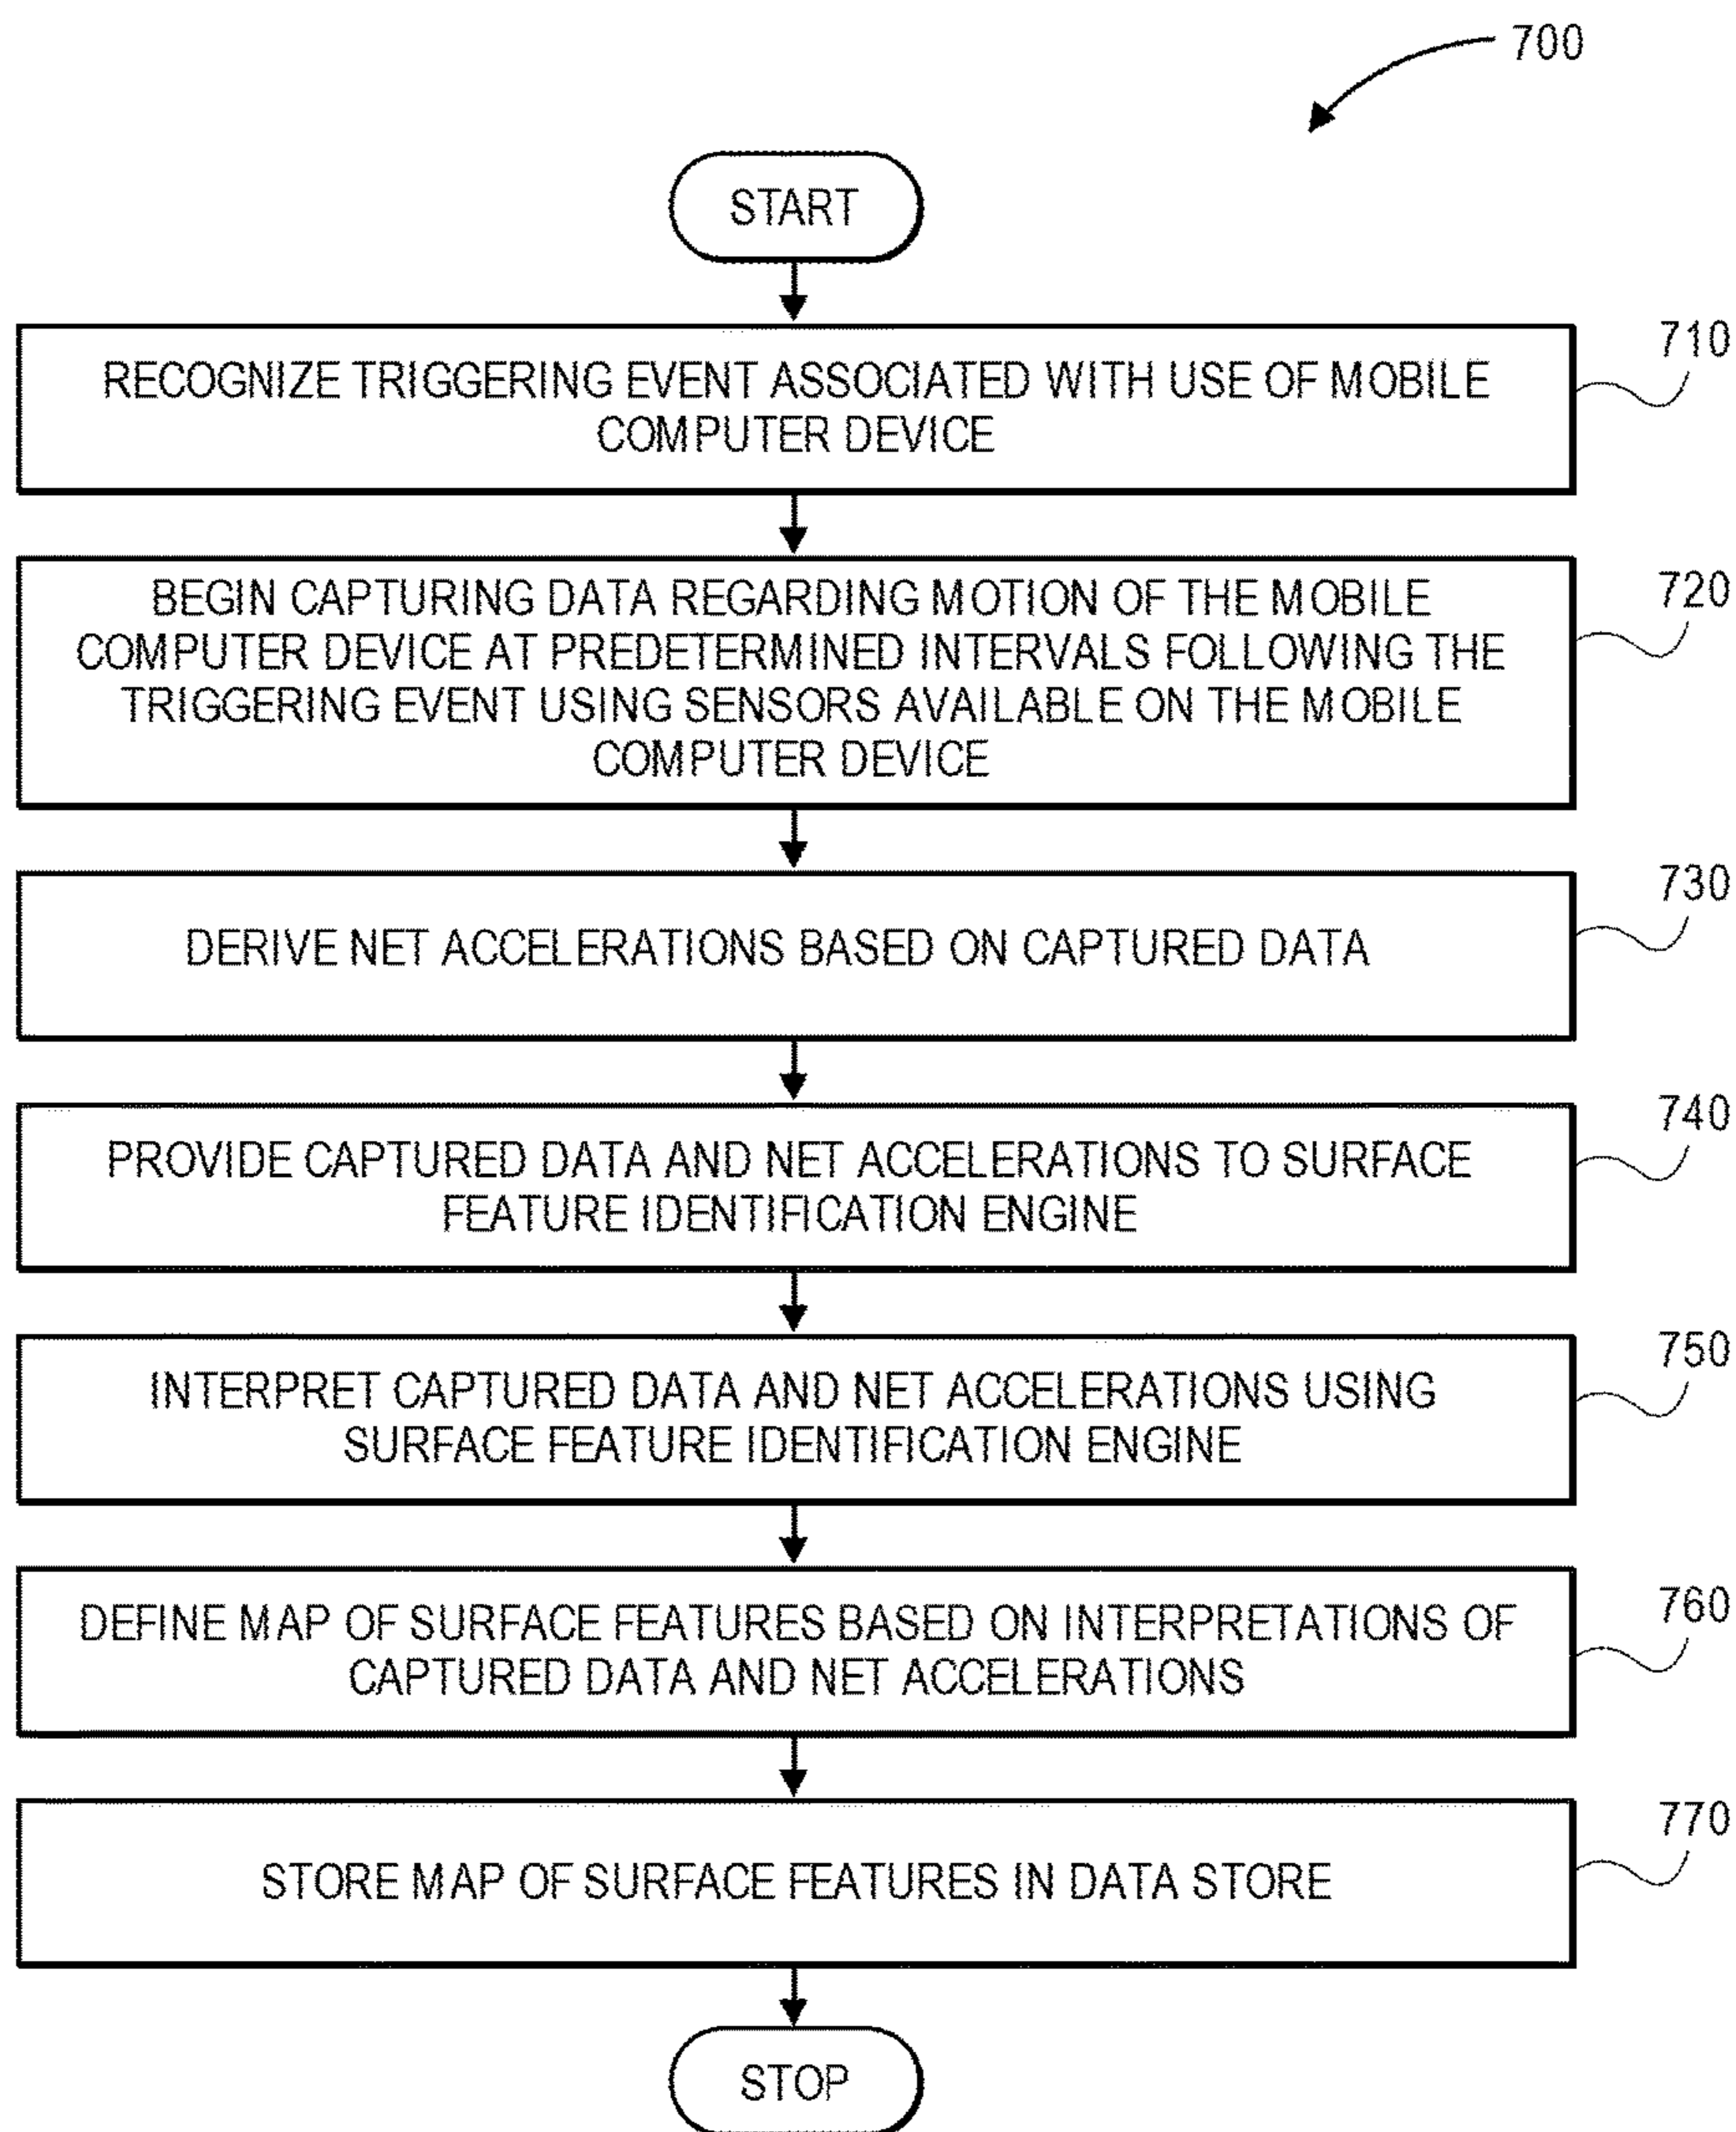 700
START
710
RECOGNIZE TRIGGERING EVENT ASSOCIATED WITH USE OF MOBILE
COMPUTER DEVICE
720
BEGIN CAPTURING DATA REGARDING MOTION OF THE MOBILE
COMPUTER DEVICE AT PREDETERMINED INTERVALS FOLLOWING THE
TRIGGERING EVENT USING SENSORS AVAILABLE ON THE MOBILE
COMPUTER DEVICE
730
DERIVE NET ACCELERATIONS BASED ON CAPTURED DATA
740
PROVIDE CAPTURED DATA AND NET ACCELERATIONS TO SURFACE
FEATURE IDENTIFICATION ENGINE
750
INTERPRET CAPTURED DATA AND NET ACCELERATIONS USING
SURFACE FEATURE IDENTIFICATION ENGINE
760
DEFINE MAP OF SURFACE FEATURES BASED ON INTERPRETATIONS OF
CAPTURED DATA AND NET ACCELERATIONS
770
STORE MAP OF SURFACE FEATURES IN DATA STORE
STOP